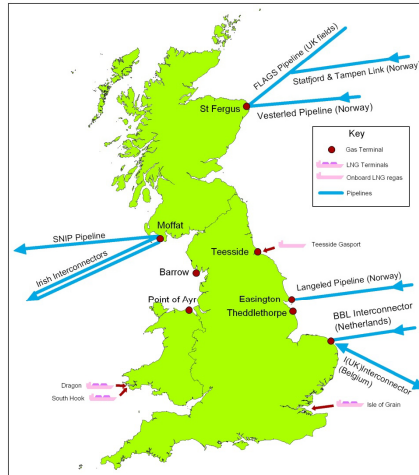 FLAGS Pipeline (UK fields)
Statfjord & Tampen Link (Norway)
St Fergus
Vesterled Pipeline (Norway)
Key
Gas Terminal
LNG Terminals
Onboard LNG regas
Pipelines
SNIP Pipeline
Moffat
Irish Interconnectors
Teesside
Teesside Gasport
Barrow
Langeled Pipeline (Norway)
Point of Ayr
Easington
Theddlethorpe
BBL Interconnector
(Netherlands)
I(UK)Interconnector
(Belgium)
Dragon
South Hook
Isle of Grain